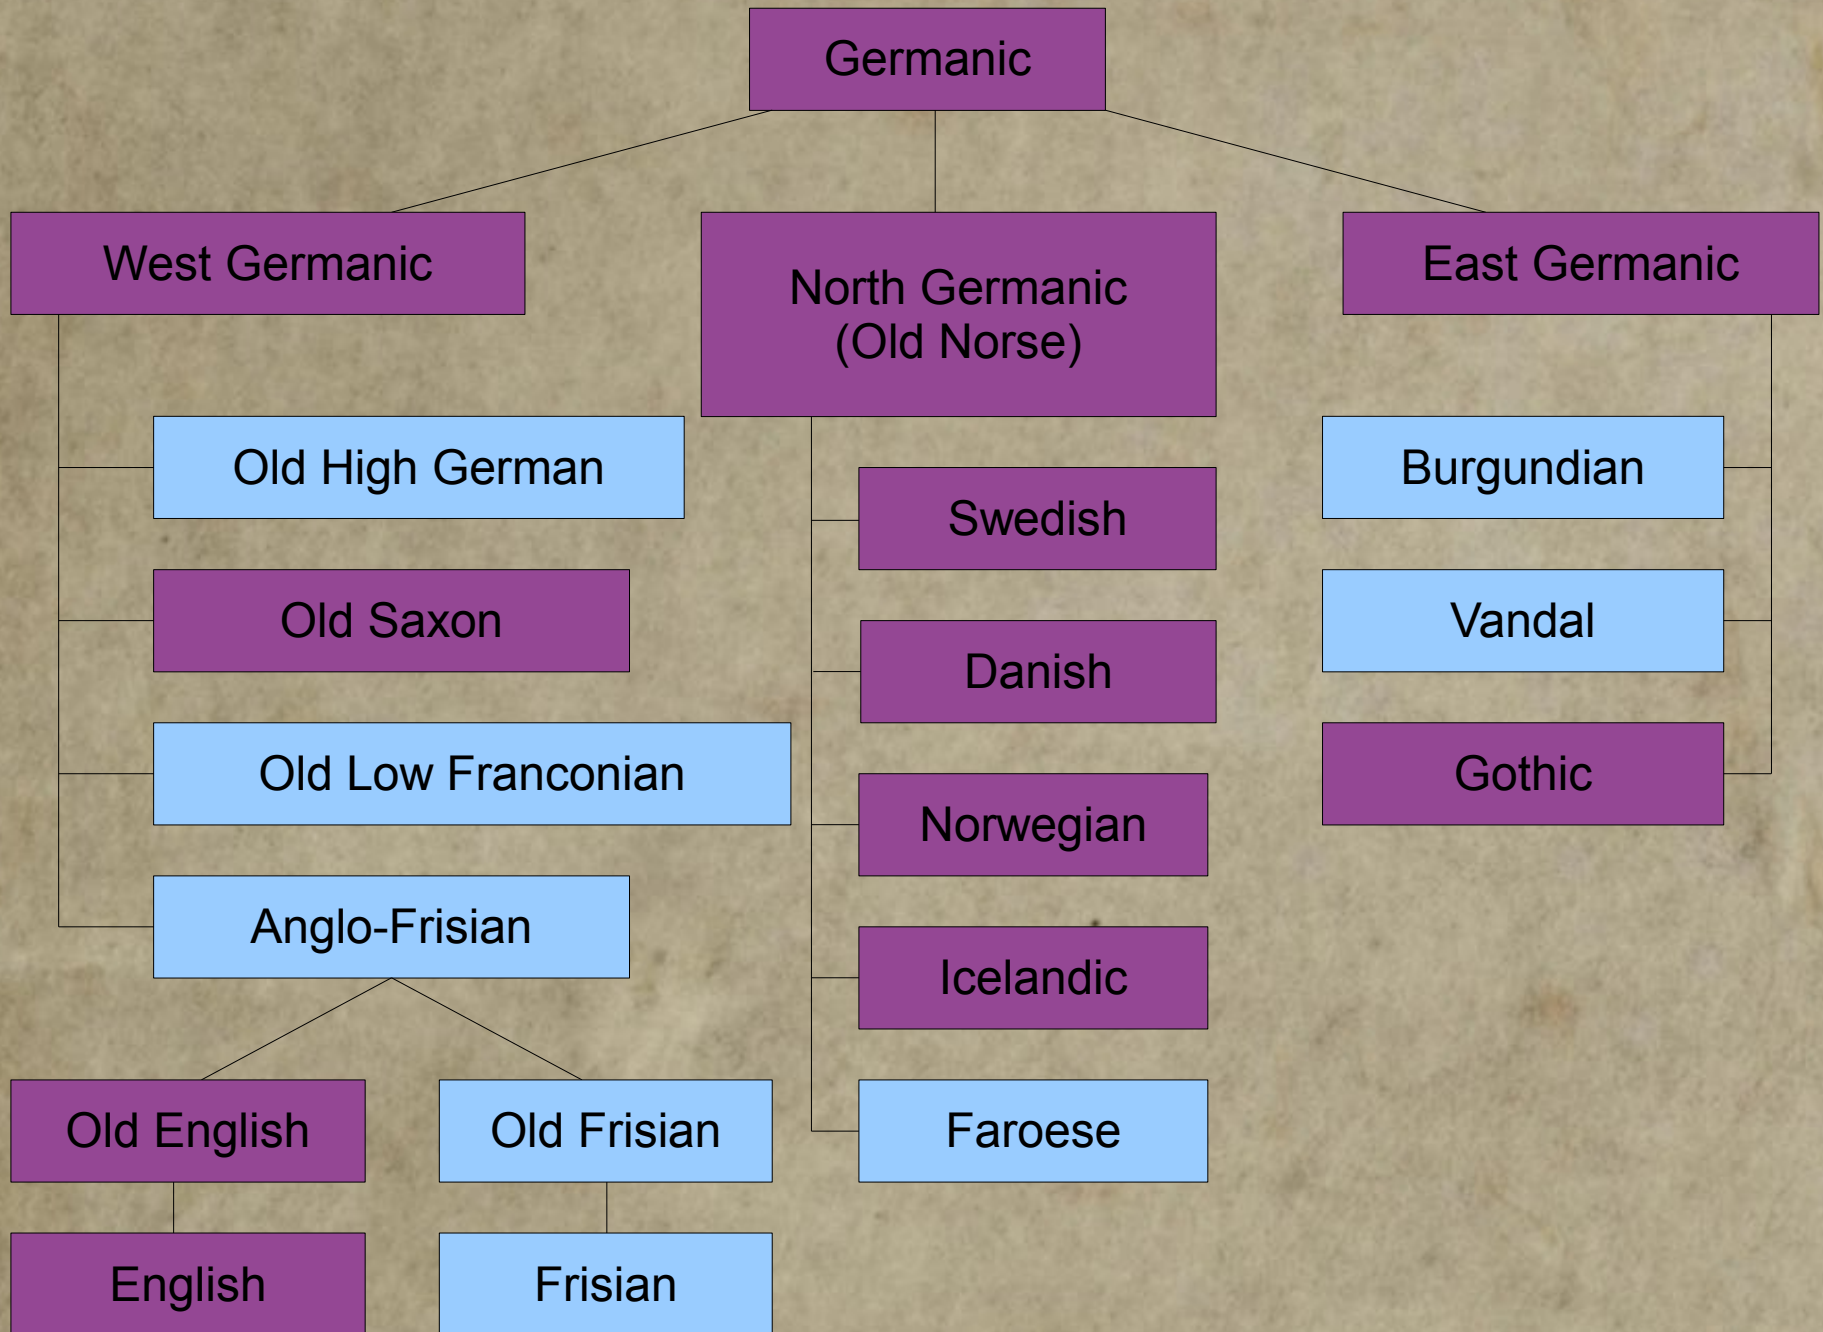 Germanic
West Germanic
North Germanic
(Old Norse)
East Germanic
Old High German
Old Saxon
Old Low Franconian
Anglo-Frisian
Old English
Old Frisian
English
Frisian
Swedish
Danish
Norwegian
Icelandic
Faroese
Burgundian
Vandal
Gothic